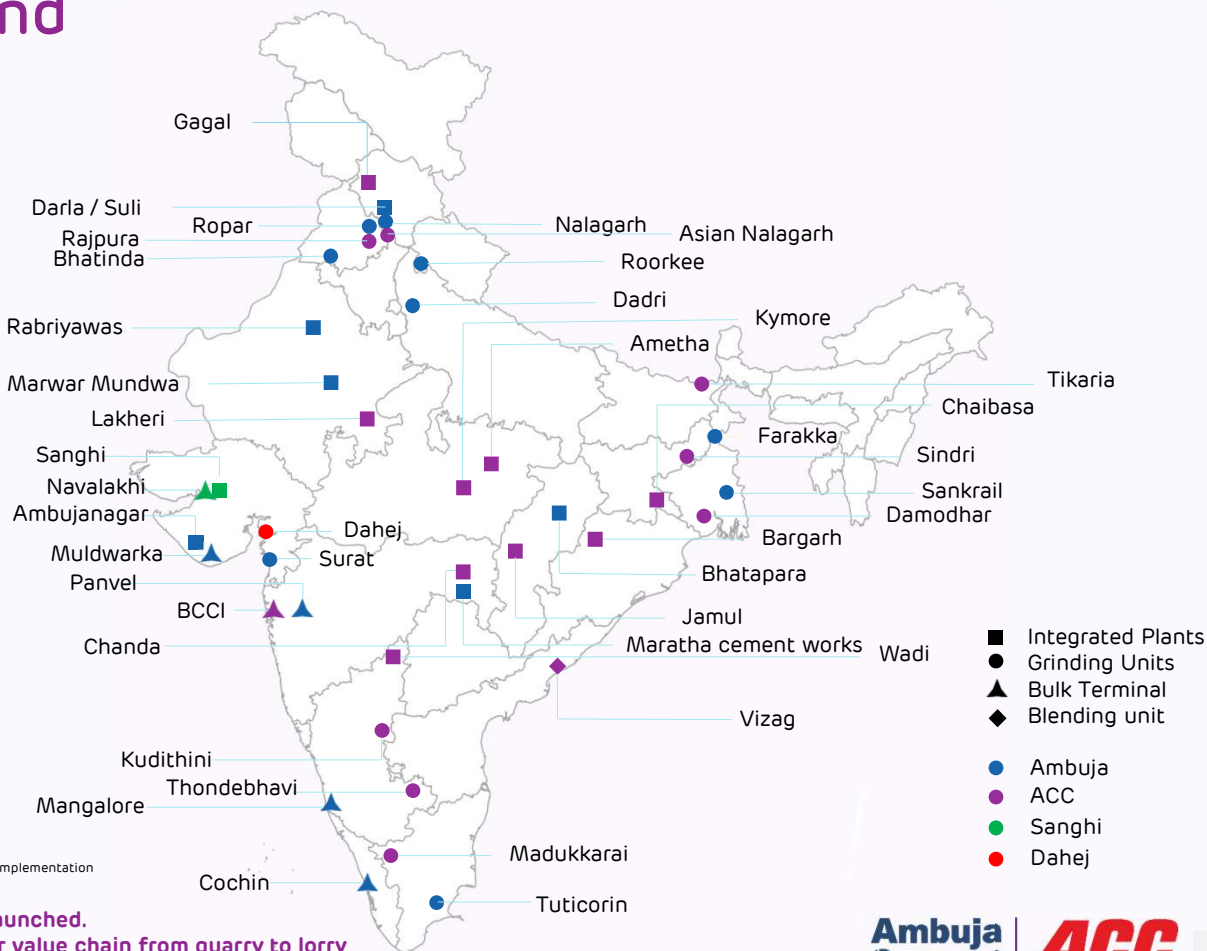 nd
Gagal
Darla / Suli
Ropar
Nalagarh
Rajpura
Asian Nalagarh
Bhatinda
Roorkee
Dadri
Rabriyawas
Kymore
Ametha
Marwar Mundwa
Tikaria
Chaibasa
Lakheri
Farakka
Sanghi
Sindri
Navalakhi
Sankrail
Ambujanagar
Damodhar
Dahej
Bargarh
Muldwarka
Surat
Bhatapara
Panvel
BCCI
Jamul
Chanda
Maratha cement works
Wadi
Vizag
Kudithini
Thondebhavi
Mangalore
Madukkarai
Cochin
Tuticorin
Integrated Plants
Grinding Units
Bulk Terminal
Blending unit
Ambuja
ACC
Sanghi
Dahej
mplementation
aunched.
r value chain from quarry to lorry
Ambuja
ACC